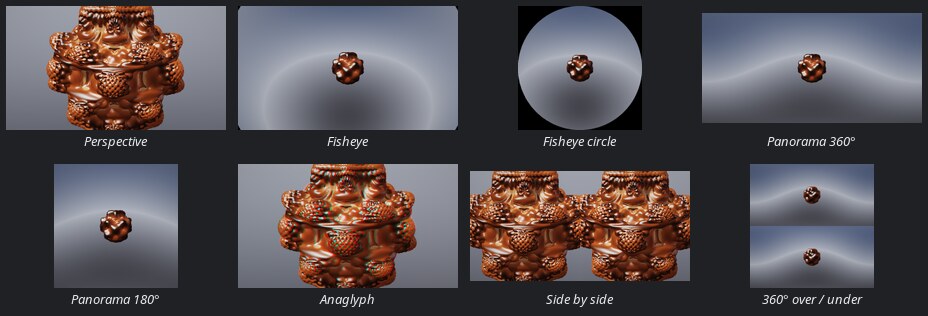 Perspective
Fisheye
Fisheye circle
Panorama 360°
Panorama 180°
Anaglyph
Side by side
360° over / under